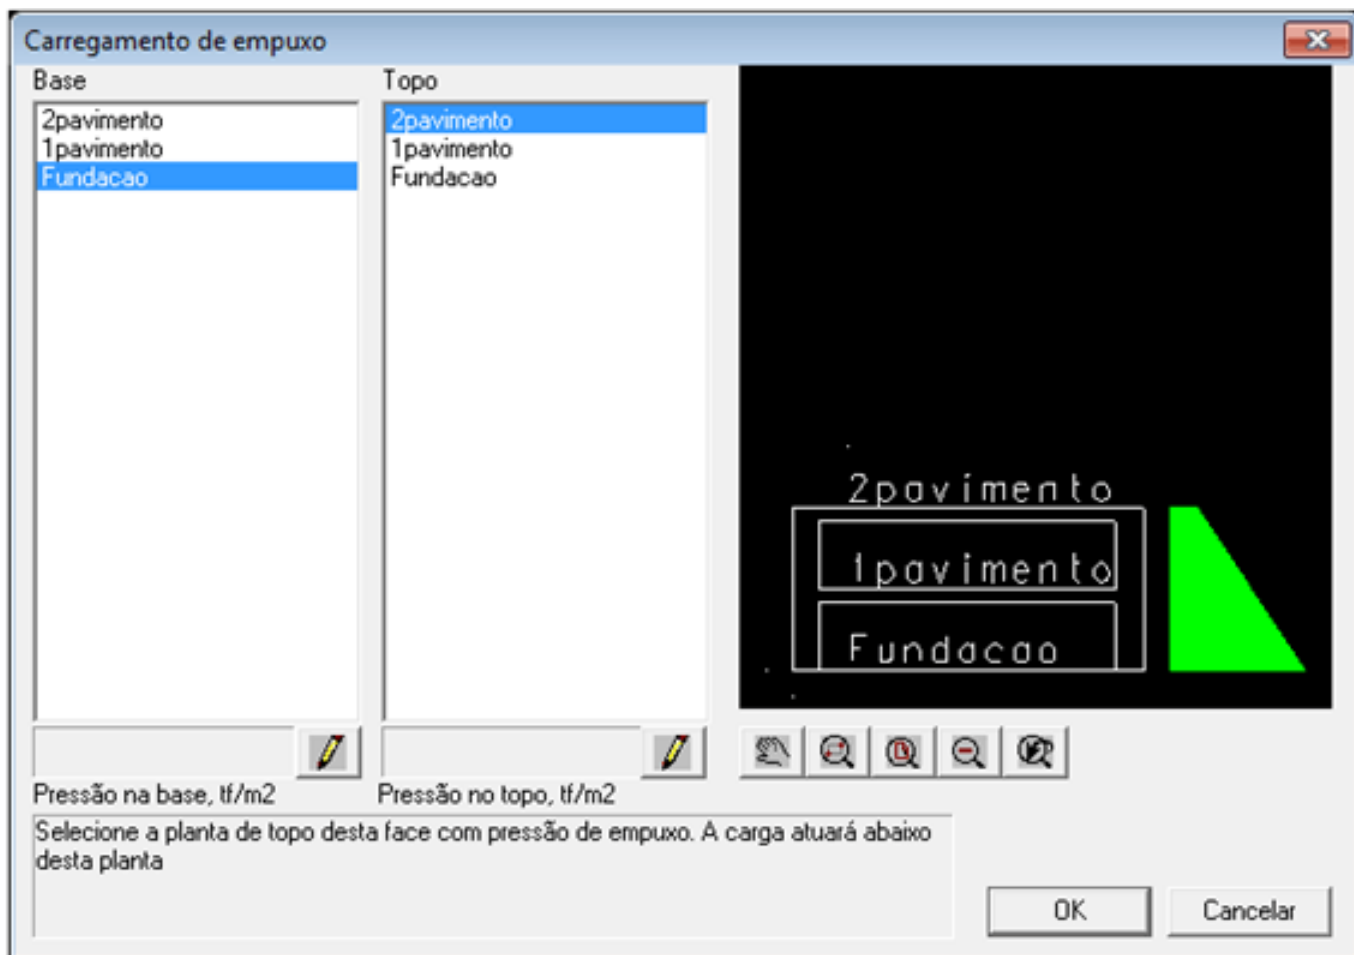 Carregamento de empuxo
Base
2pavimento
1pavimento
Fundacao
Topo
2pavimento
1pavimento
Fundacao
2pavimento
1pavimento
Fundacao
Pressão na base, tf/m2
Pressão no topo, tf/m2
Selecione a planta de topo desta face com pressão de empuxo. A carga atuará abaixo
desta planta
OK
Cancelar